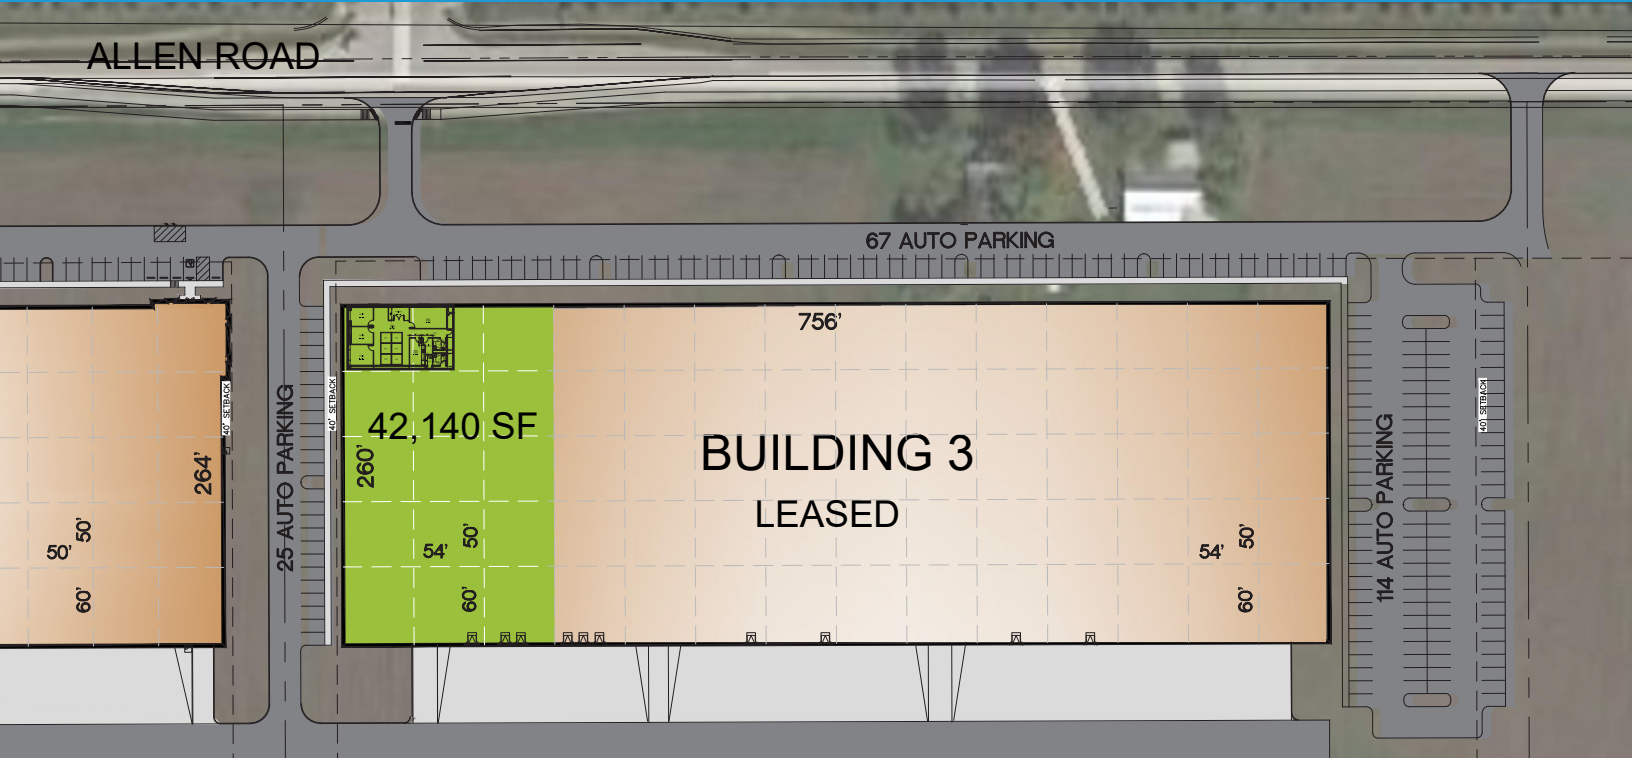 ALLEN ROAD
67 AUTO PARKING
756'
42,140 SF
260'
BUILDING 3
LEASED
264'
25 AUTO PARKING
114 AUTO PARKING
40' SETBACK
40' SETBACK
40' SETBACK
50'
50'
60'
54'
50'
60'
54'
50'
60'